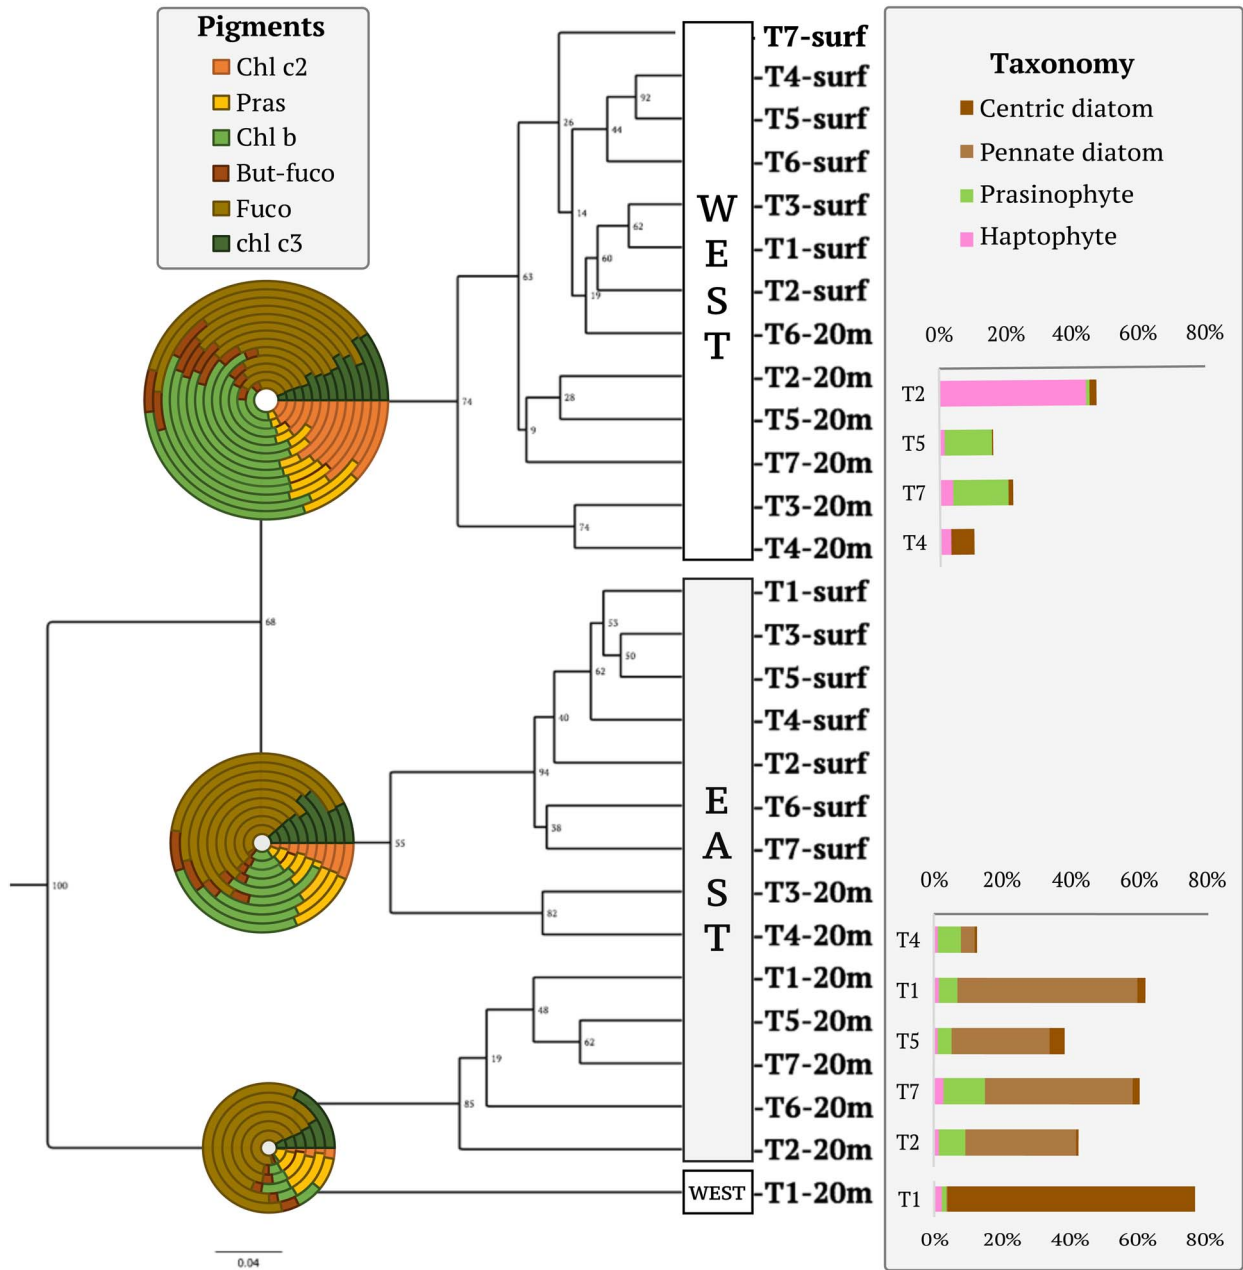 Pigments
Chl c2
Pras
Chl b
But-fuco
Fuco
chl c3
T7-surf
T4-surf
T5-surf
T6-surf
T3-surf
T1-surf
T2-surf
T6-20m
T2-20m
T5-20m
T7-20m
T3-20m
T4-20m
WEST
92
44
26
14
62
60
19
63
28
9
74
74
68
T1-surf
T3-surf
T5-surf
T4-surf
T2-surf
T6-surf
T7-surf
T3-20m
T4-20m
T1-20m
T5-20m
T7-20m
T6-20m
T2-20m
EAST
53
50
62
40
94
38
55
82
100
48
62
19
85
WEST
T1-20m
0.04
Taxonomy
Centric diatom
Pennate diatom
Prasinophyte
Haptophyte
0% 20% 40% 60% 80%
T2
T5
T7
T4
0% 20% 40% 60% 80%
T4
T1
T5
T7
T2
T1
0% 20% 40% 60% 80%